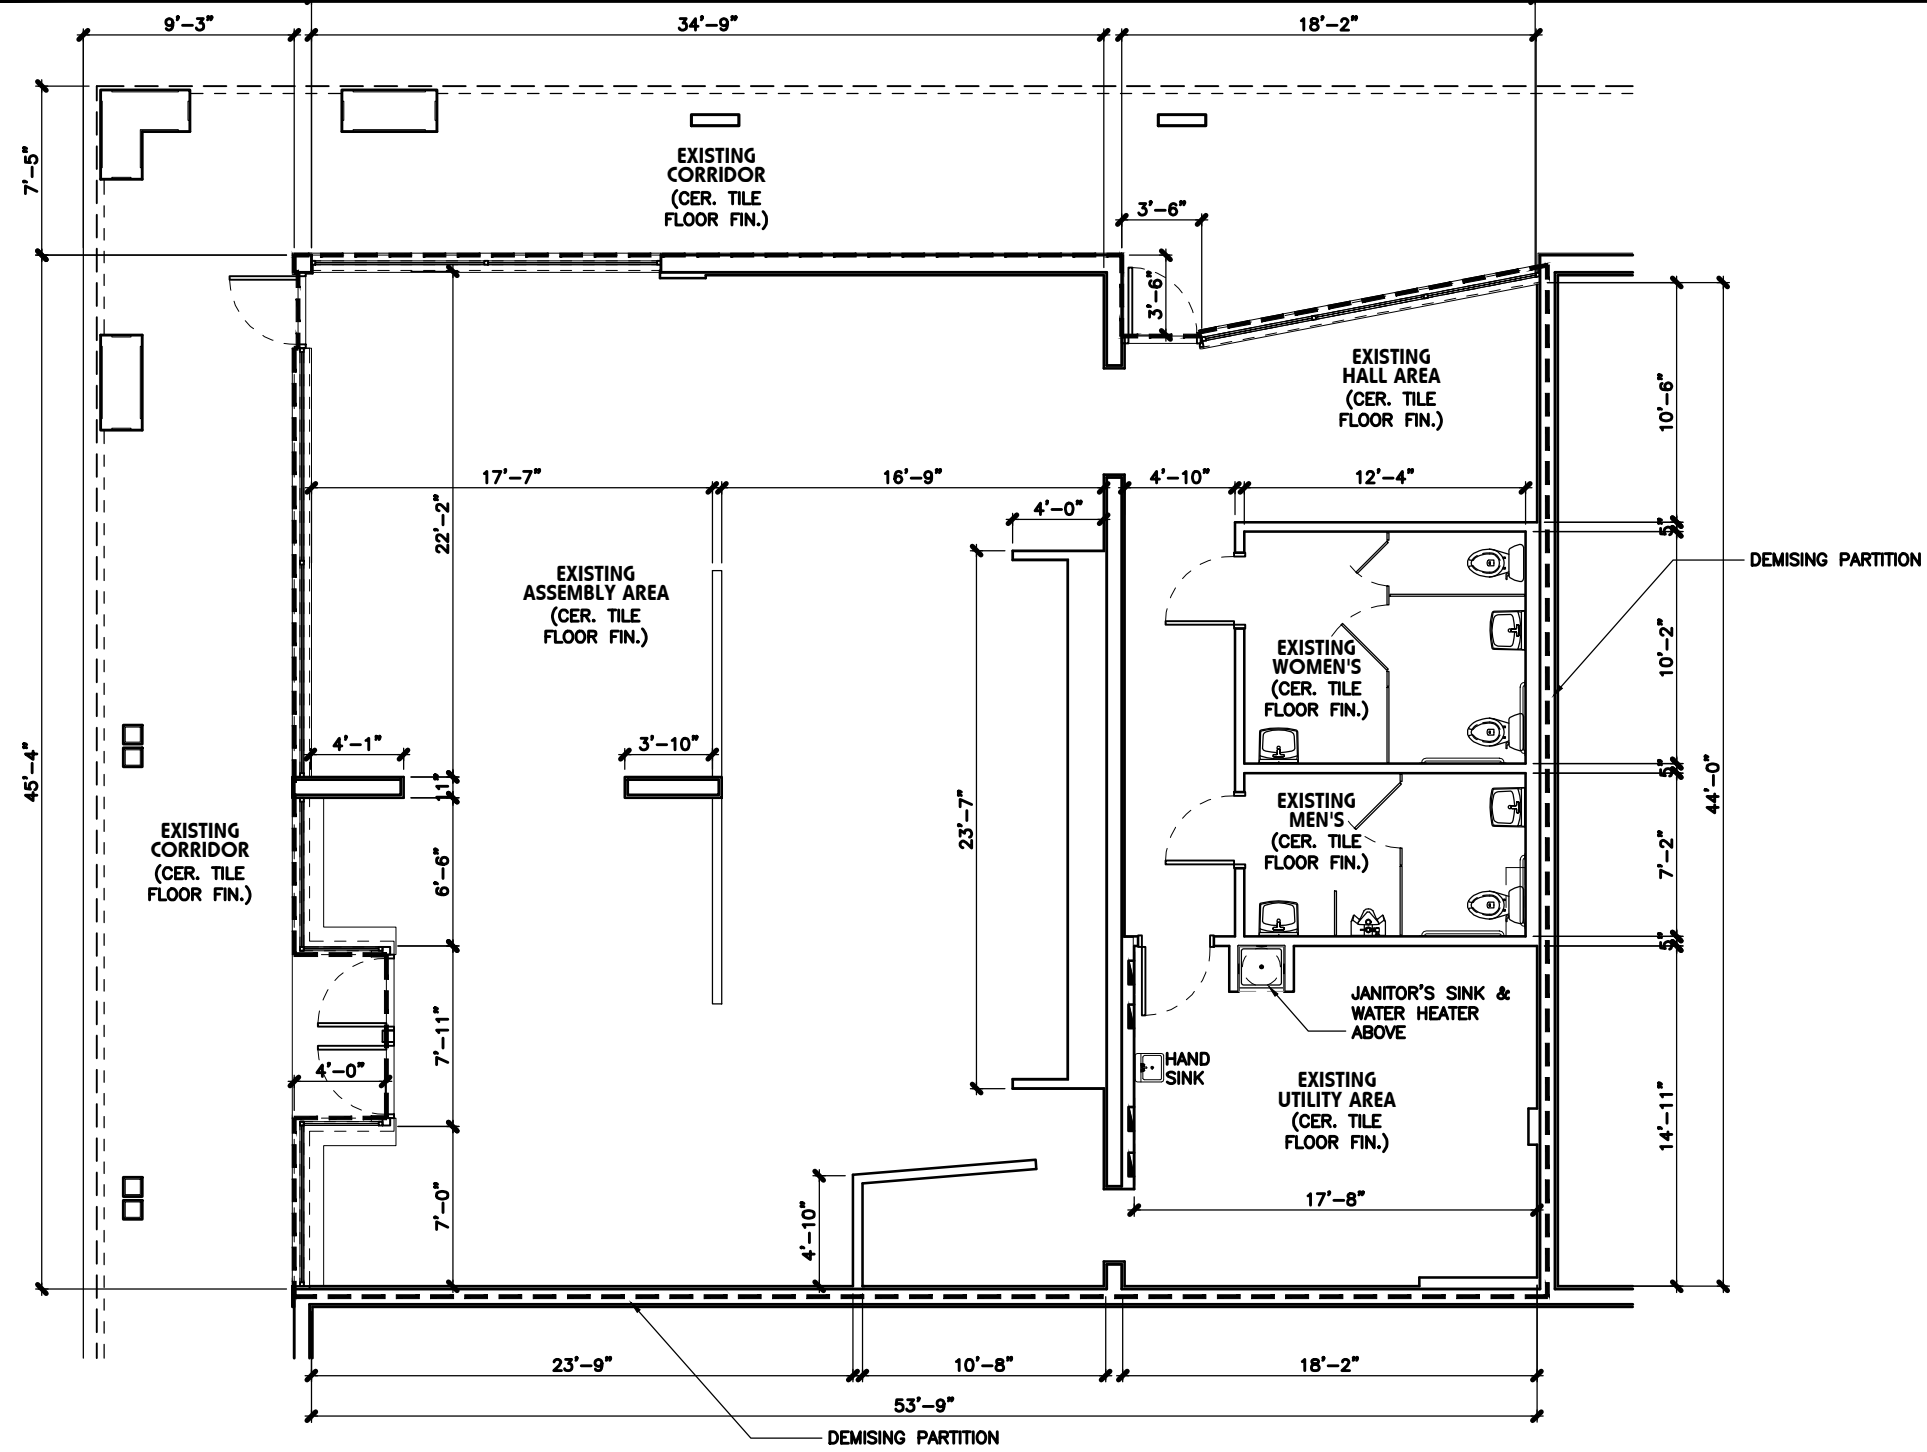 9'-3"
34'-9"
18'-2"
7'-5"
EXISTING
CORRIDOR
(CER. TILE
FLOOR FIN.)
3'-6"
3'-6"
EXISTING
HALL AREA
(CER. TILE
FLOOR FIN.)
10'-6"
17'-7"
16'-9"
4'-10"
12'-4"
22'-2"
4'-0"
5"
DEMISING PARTITION
EXISTING
ASSEMBLY AREA
(CER. TILE
FLOOR FIN.)
EXISTING
WOMEN'S
(CER. TILE
FLOOR FIN.)
10'-2"
4'-1"
3'-10"
45'-4"
11"
5"
44'-0"
EXISTING
CORRIDOR
(CER. TILE
FLOOR FIN.)
23'-7"
EXISTING
MEN'S
(CER. TILE
FLOOR FIN.)
7'-2"
6'-6"
5"
JANITOR'S SINK &
WATER HEATER
ABOVE
7'-11"
4'-0"
HAND
SINK
EXISTING
UTILITY AREA
(CER. TILE
FLOOR FIN.)
14'-11"
7'-0"
4'-10"
17'-8"
23'-9"
10'-8"
18'-2"
53'-9"
DEMISING PARTITION